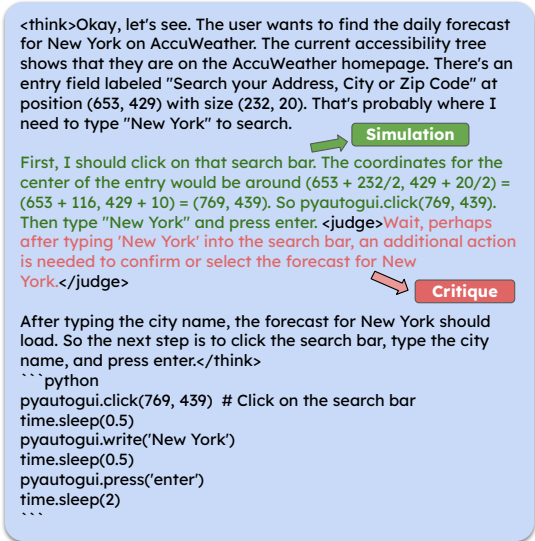 <think>Okay, let's see. The user wants to find the daily forecast
for New York on AccuWeather. The current accessibility tree
shows that they are on the AccuWeather homepage. There's an
entry field labeled "Search your Address, City or Zip Code" at
position (653, 429) with size (232, 20). That's probably where I
need to type "New York" to search.
Simulation
First, I should click on that search bar. The coordinates for the
center of the entry would be around (653 + 232/2, 429 + 20/2) =
(653 + 116, 429 + 10) = (769, 439). So pyautogui.click(769, 439).
Then type "New York" and press enter. <judge>Wait, perhaps
after typing 'New York' into the search bar, an additional action
is needed to confirm or select the forecast for New
York.</judge>
Critique
After typing the city name, the forecast for New York should
load. So the next step is to click the search bar, type the city
name, and press enter.</think>
```python
pyautogui.click(769, 439)  # Click on the search bar
time.sleep(0.5)
pyautogui.write('New York')
time.sleep(0.5)
pyautogui.press('enter')
time.sleep(2)
```